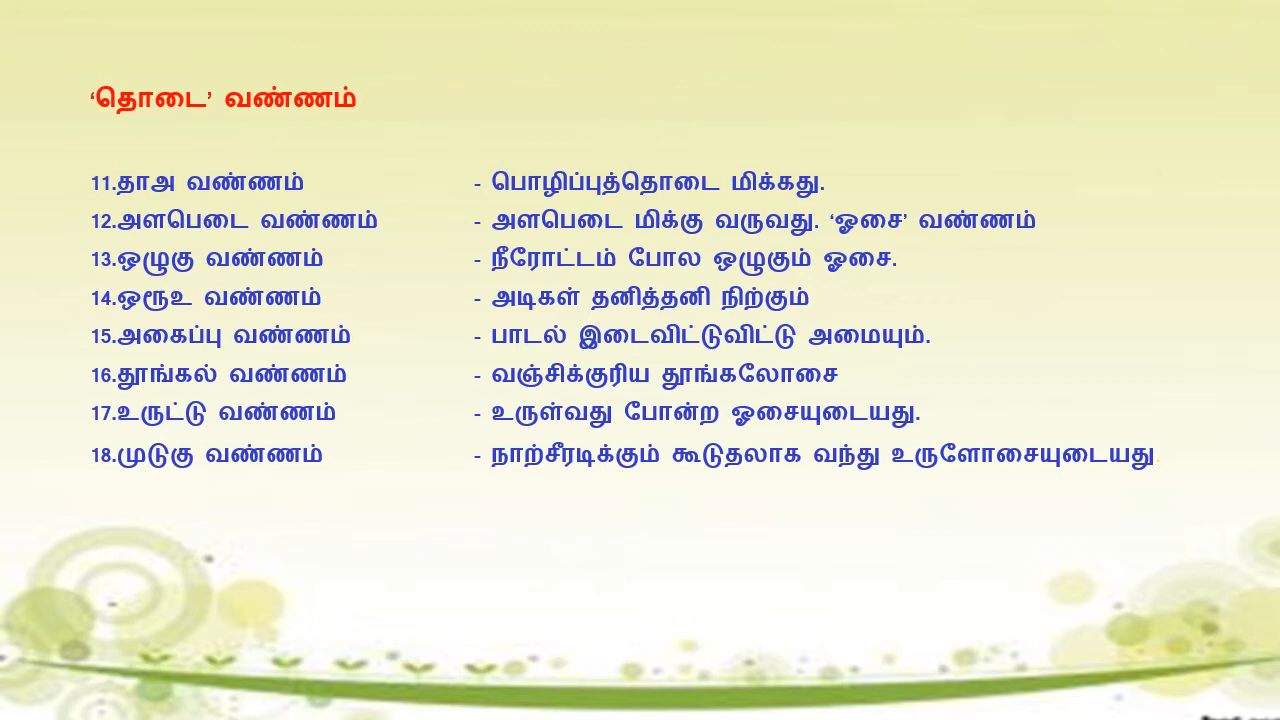 ‘தொடை’ வண்ணம்
11.தாஅ வண்ணம் - பொழிப்புத்தொடை மிக்கது.
12.அளபெடை வண்ணம் - அளபெடை மிக்கு வருவது. ‘ஓசை’ வண்ணம்
13.ஒழுகு வண்ணம் - நீரோட்டம் போல ஒழுகும் ஓசை.
14.ஒரூஉ வண்ணம் - அடிகள் தனித்தனி நிற்கும்
15.அகைப்பு வண்ணம் - பாடல் இடைவிட்டுவிட்டு அமையும்.
16.தூங்கல் வண்ணம் - வஞ்சிக்குரிய தூங்கலோசை
17.உருட்டு வண்ணம் - உருள்வது போன்ற ஓசையுடையது.
18.முடுகு வண்ணம் - நாற்சீரடிக்கும் கூடுதலாக வந்து உருளோசையுடையது.